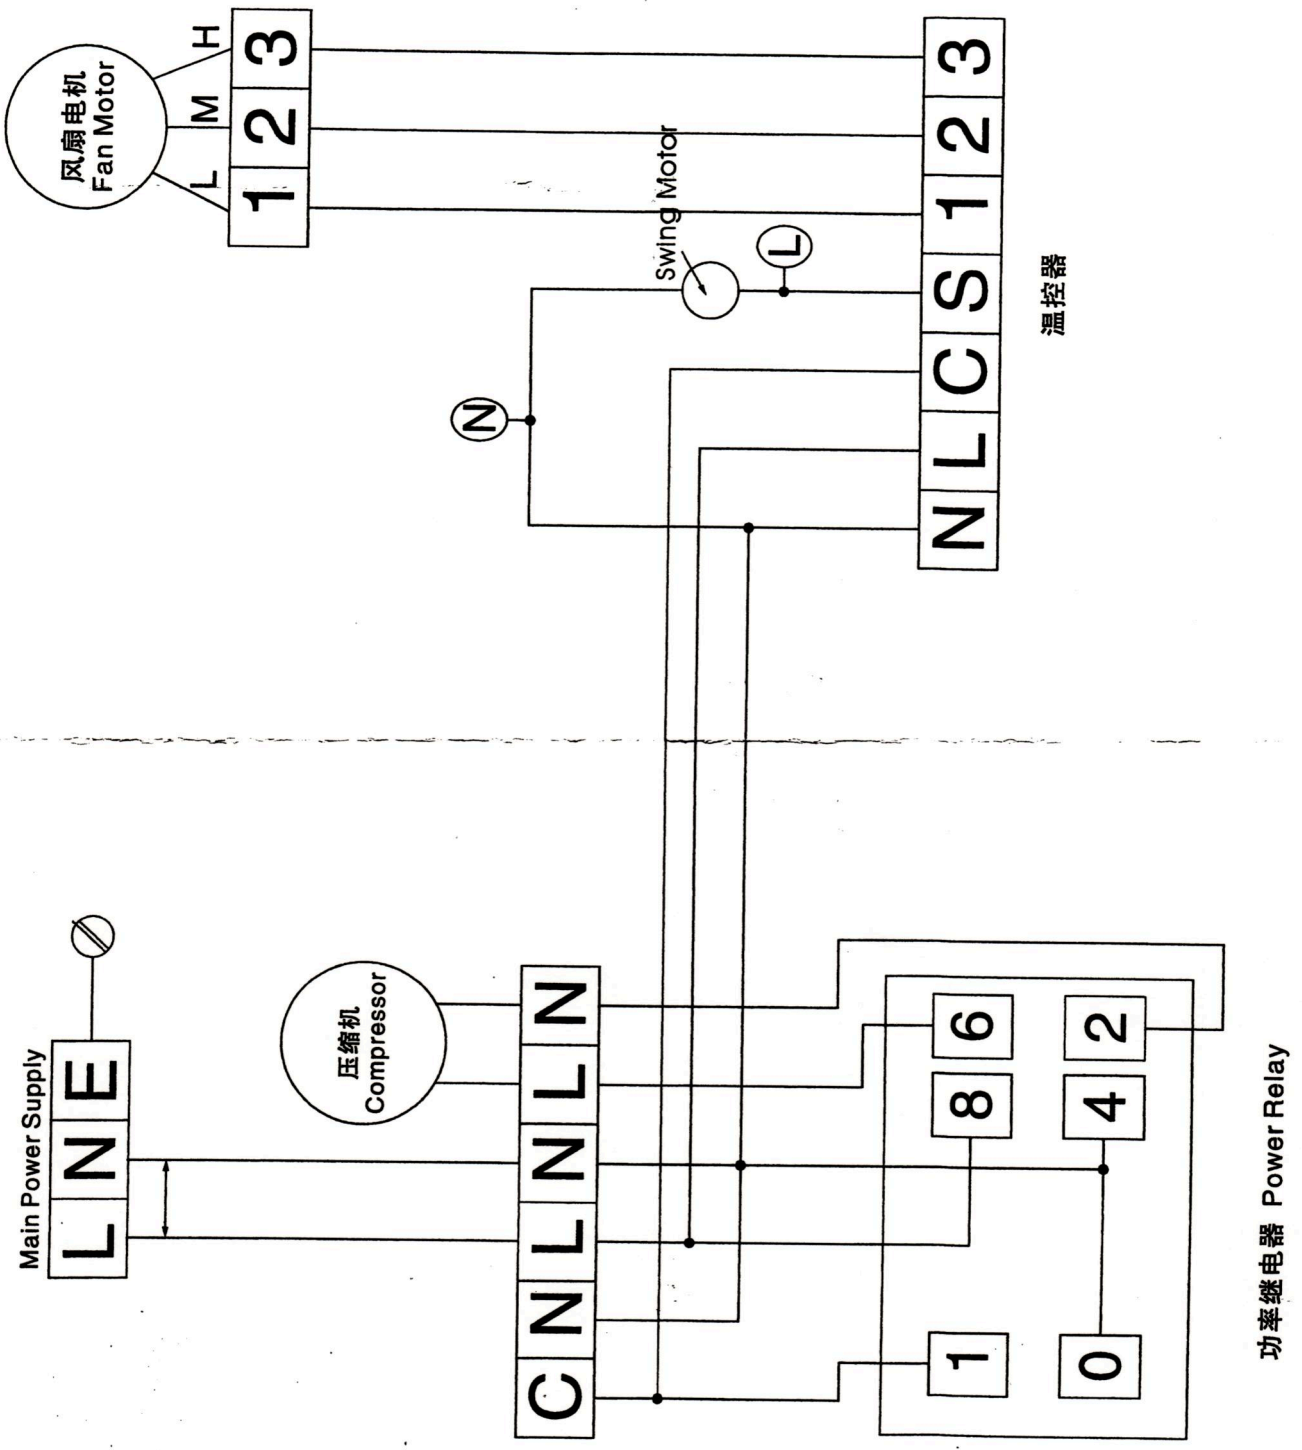 Main Power Supply
L N E
风扇电机
Fan Motor
L M H
1 2 3
压缩机
Compressor
C N L N L N
N
Swing Motor
L
N L C S 1 2 3
温控器
1 8 6
0 4 2
功率继电器 Power Relay